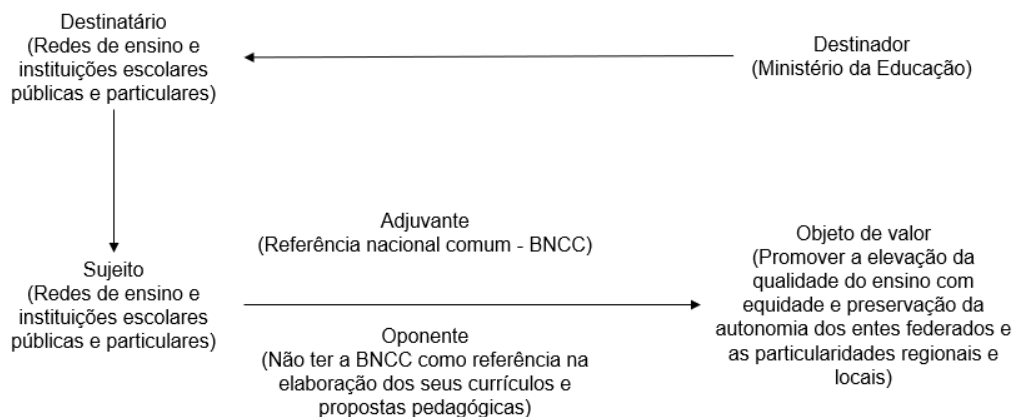 Destinatário
(Redes de ensino e
instituições escolares
públicas e particulares)
Destinador
(Ministério da Educação)
Adjuvante
(Referência nacional comum - BNCC)
Sujeito
(Redes de ensino e
instituições escolares
públicas e particulares)
Oponente
(Não ter a BNCC como referência na
elaboração dos seus currículos e
propostas pedagógicas)
Objeto de valor
(Promover a elevação da
qualidade do ensino com
equidade e preservação da
autonomia dos entes federados e
as particularidades regionais e
locais)